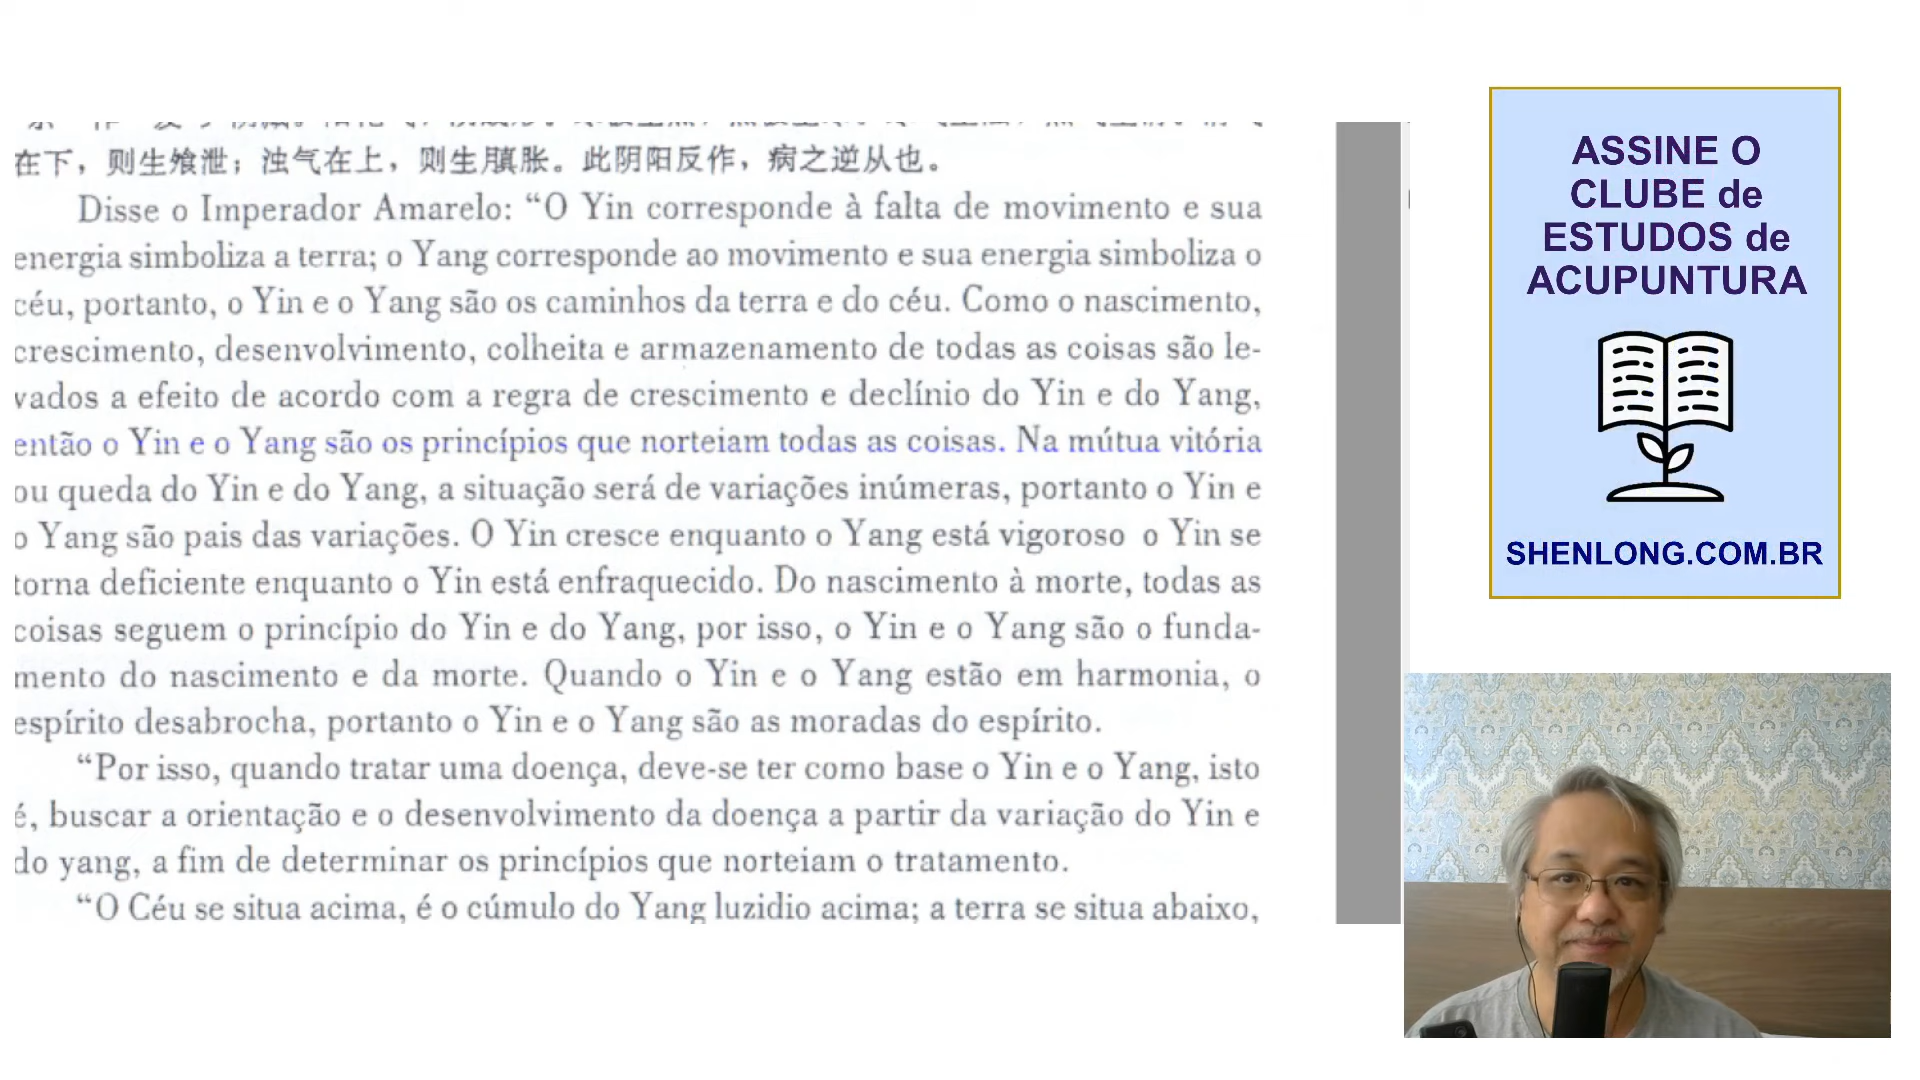 在下，则生飧泄；浊气在上，则生䐜胀。此阴阳反作，病之逆从也。
Disse o Imperador Amarelo: “O Yin corresponde à falta de movimento e sua
energia simboliza a terra; o Yang corresponde ao movimento e sua energia simboliza o
céu, portanto, o Yin e o Yang são os caminhos da terra e do céu. Como o nascimento,
crescimento, desenvolvimento, colheita e armazenamento de todas as coisas são le-
vados a efeito de acordo com a regra de crescimento e declínio do Yin e do Yang,
então o Yin e o Yang são os princípios que norteiam todas as coisas. Na mútua vitória
ou queda do Yin e do Yang, a situação será de variações inúmeras, portanto o Yin e
o Yang são pais das variações. O Yin cresce enquanto o Yang está vigoroso o Yin se
torna deficiente enquanto o Yin está enfraquecido. Do nascimento à morte, todas as
coisas seguem o princípio do Yin e do Yang, por isso, o Yin e o Yang são o funda-
mento do nascimento e da morte. Quando o Yin e o Yang estão em harmonia, o
espírito desabrocha, portanto o Yin e o Yang são as moradas do espírito.
“Por isso, quando tratar uma doença, deve-se ter como base o Yin e o Yang, isto
é, buscar a orientação e o desenvolvimento da doença a partir da variação do Yin e
do yang, a fim de determinar os princípios que norteiam o tratamento.
“O Céu se situa acima, é o cúmulo do Yang luzidio acima; a terra se situa abaixo,
ASSINE O
CLUBE de
ESTUDOS de
ACUPUNTURA
SHENLONG.COM.BR